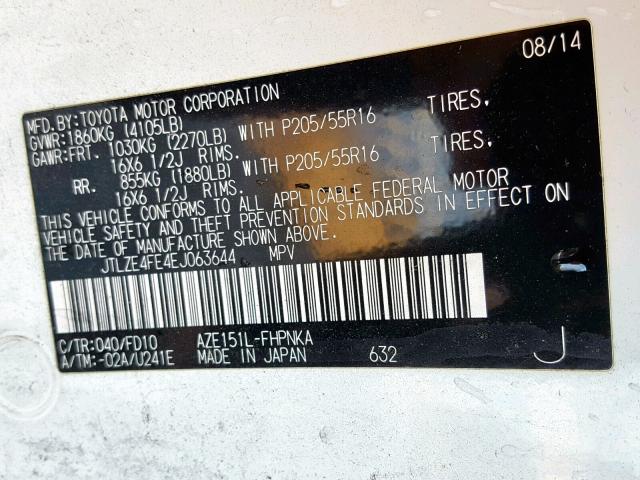 08/14
MFD.BY:TOYOTA MOTOR CORPORATION
GVWR:1860KG (4105LB)
GAWR:FRT. 1030KG (2270LB) WITH P205/55R16 TIRES,
16X6 1/2J RIMS.
RR. 855KG (1880LB) WITH P205/55R16 TIRES,
16X6 1/2J RIMS.
THIS VEHICLE CONFORMS TO ALL APPLICABLE FEDERAL MOTOR
VEHICLE SAFETY AND THEFT PREVENTION STANDARDS IN EFFECT ON
THE DATE OF MANUFACTURE SHOWN ABOVE.
JTLZE4FE4EJ063644 MPV
C/TR:040/FD10 AZE151L-FHPNKA
A/TM:-02A/U241E MADE IN JAPAN 632 J